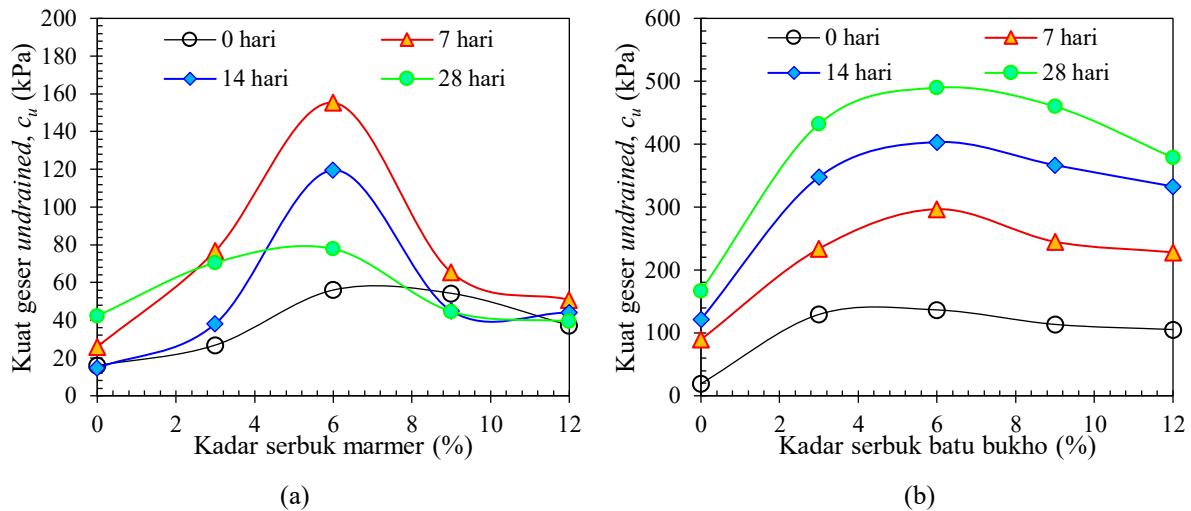 Kuat geser undrained, cu (kPa)
200
180
160
140
120
100
80
60
40
20
0
0 hari
7 hari
14 hari
28 hari
0 2 4 6 8 10 12
Kadar serbuk marmer (%)
(a)
Kuat geser undrained, cu (kPa)
600
500
400
300
200
100
0
0 hari
7 hari
14 hari
28 hari
0 2 4 6 8 10 12
Kadar serbuk batu bukho (%)
(b)